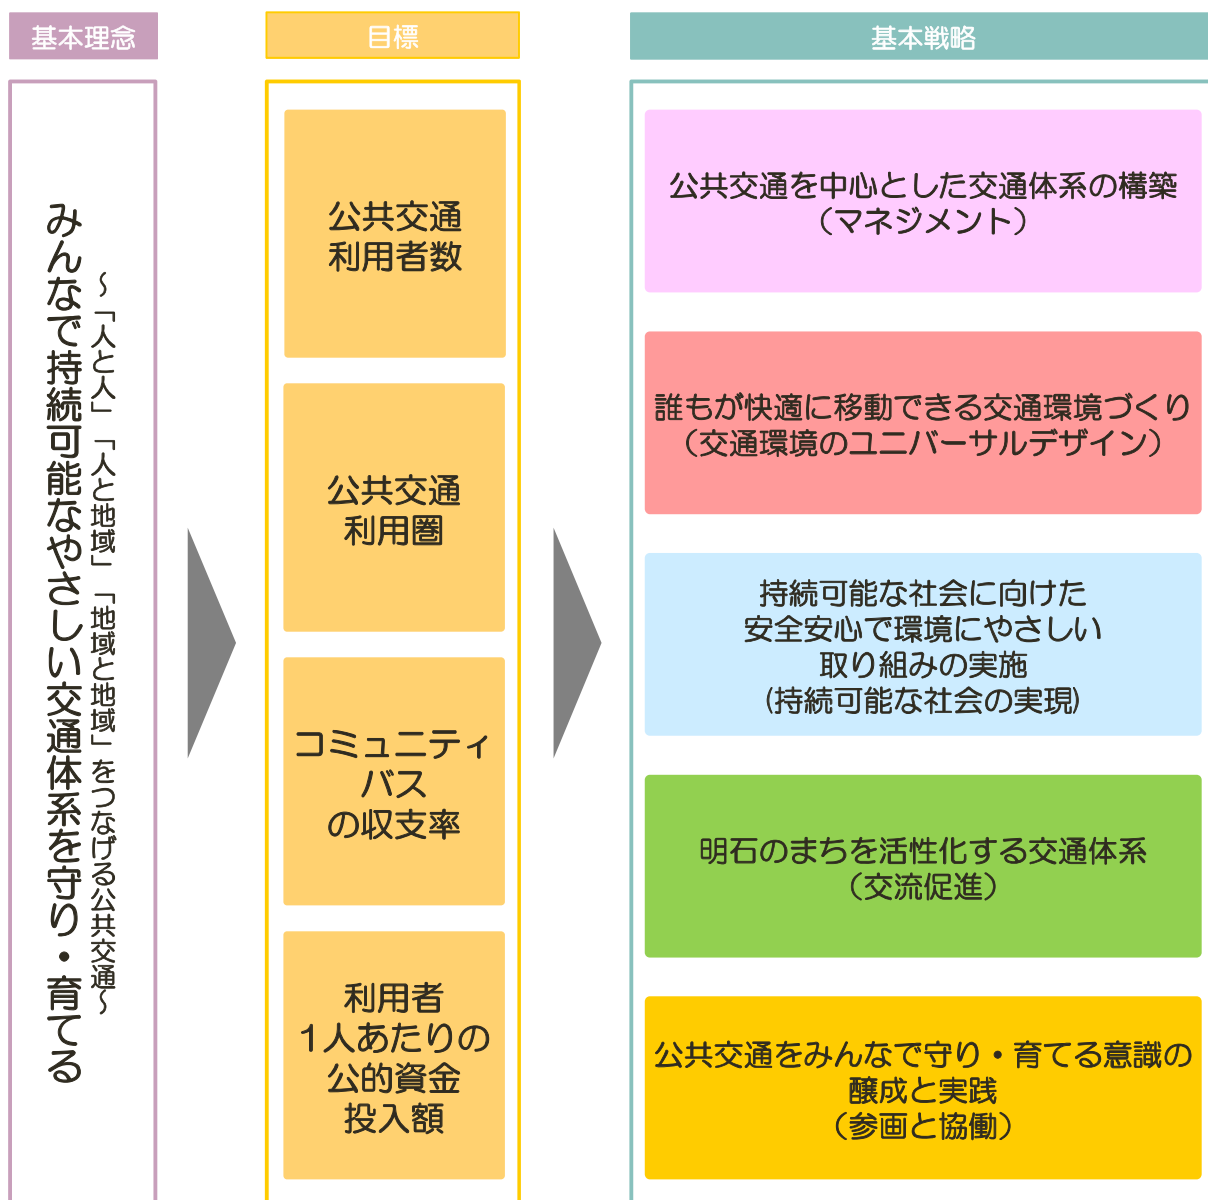 基本理念
みんなで持続可能なやさしい交通体系を守り・育てる
～「人と人」「人と地域」「地域と地域」をつなげる公共交通～
目標
公共交通
利用者数
公共交通
利用圏
コミュニティ
バス
の収支率
利用者
1人あたりの
公的資金
投入額
基本戦略
公共交通を中心とした交通体系の構築
（マネジメント）
誰もが快適に移動できる交通環境づくり
（交通環境のユニバーサルデザイン）
持続可能な社会に向けた
安全安心で環境にやさしい
取り組みの実施
(持続可能な社会の実現)
明石のまちを活性化する交通体系
（交流促進）
公共交通をみんなで守り・育てる意識の
醸成と実践
（参画と協働）